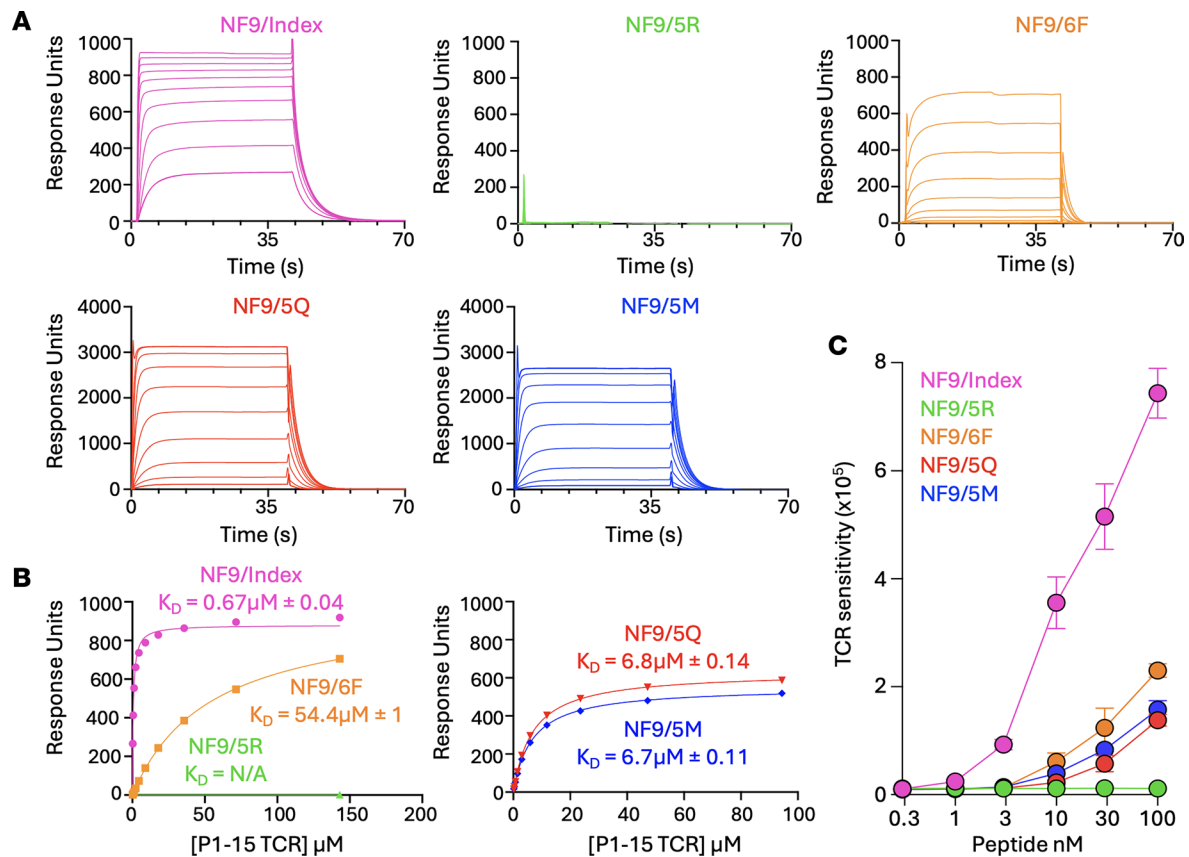 A
NF9/Index
Response Units
1000
800
600
400
200
0
0
35
70
Time (s)
NF9/5R
Response Units
1000
800
600
400
200
0
0
35
70
Time (s)
NF9/6F
Response Units
1000
800
600
400
200
0
0
35
70
Time (s)
NF9/5Q
Response Units
4000
3000
2000
1000
0
0
35
70
Time (s)
NF9/5M
Response Units
4000
3000
2000
1000
0
0
35
70
Time (s)
B
NF9/Index
KD = 0.67µM ± 0.04
NF9/6F
KD = 54.4µM ± 1
NF9/5R
KD = N/A
Response Units
1000
800
600
400
200
0
0
50
100
150
200
[P1-15 TCR] µM
NF9/5Q
KD = 6.8µM ± 0.14
NF9/5M
KD = 6.7µM ± 0.11
Response Units
1000
800
600
400
200
0
0
20
40
60
80
100
[P1-15 TCR] µM
C
NF9/Index
NF9/5R
NF9/6F
NF9/5Q
NF9/5M
TCR sensitivity (x10⁵)
8
8
4
2
0
0.3
1
3
10
30
100
Peptide nM